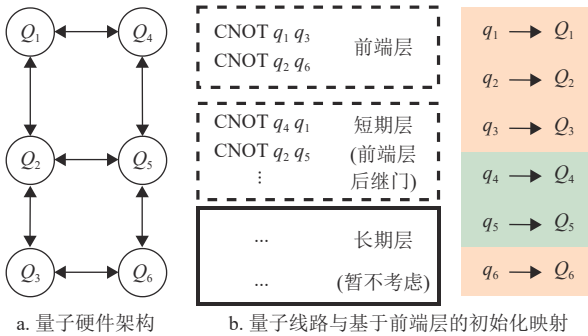 Q1
Q4
Q2
Q5
Q3
Q6
a. 量子硬件架构
CNOT q1 q3
CNOT q2 q6
前端层
CNOT q4 q1
CNOT q2 q5
⋮
短期层
(前端层
后继门)
...
长期层
...
(暂不考虑)
q1 → Q1
q2 → Q2
q3 → Q3
q4 → Q4
q5 → Q5
q6 → Q6
b. 量子线路与基于前端层的初始化映射